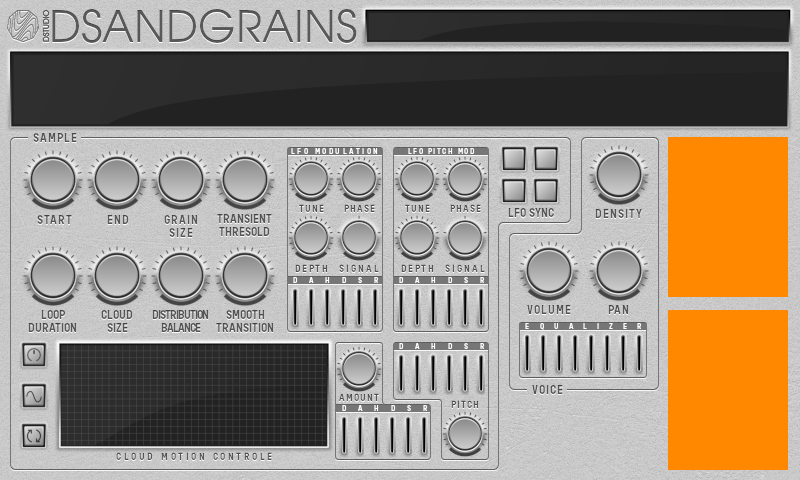 DSTUDIO
DSANDGRAINS
SAMPLE
LFO MODULATION
LFO PITCH MOD
START
END
GRAIN
SIZE
TRANSIENT
THRESOLD
TUNE
PHASE
TUNE
PHASE
LFO SYNC
DENSITY
DEPTH
SIGNAL
DEPTH
SIGNAL
D A H D S R
D A H D S R
LOOP
DURATION
CLOUD
SIZE
DISTRIBUTION
BALANCE
SMOOTH
TRANSITION
VOLUME
PAN
EQUALIZER
VOICE
D A H D S R
AMOUNT
D A H D S R
PITCH
CLOUD MOTION CONTROLE